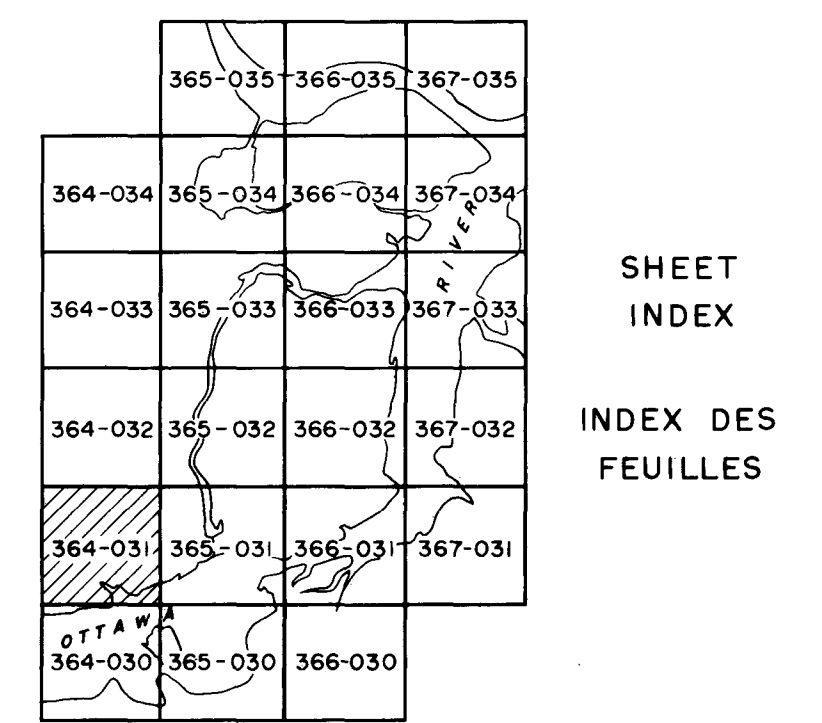 365-035 366-035 367-035
364-034 365-034 366-034 367-034
RIVER
364-033 365-033 366-033 367-033
364-032 365-032 366-032 367-032
364-031 365-031 366-031 367-031
OTTAWA
364-030 365-030 366-030
SHEET
INDEX
INDEX DES
FEUILLES